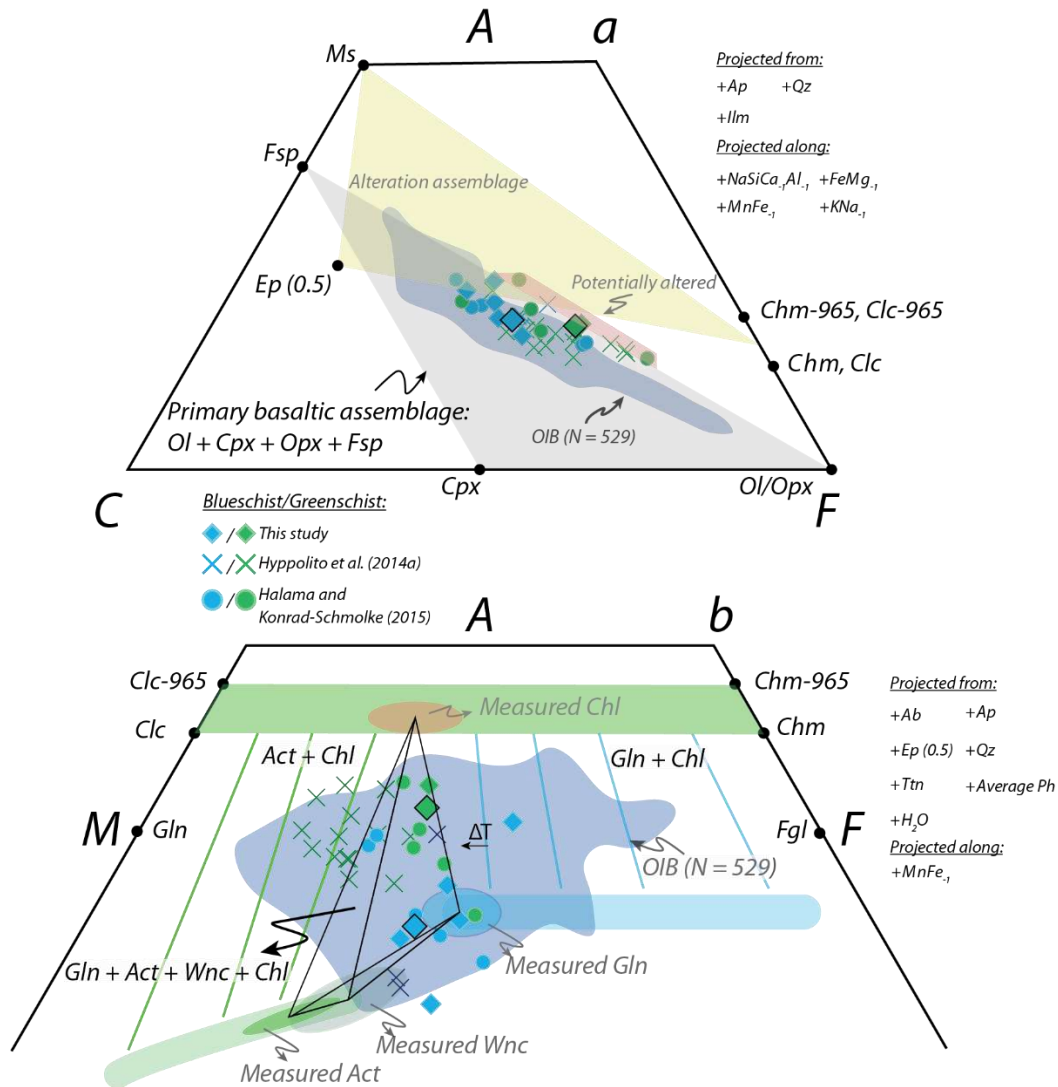 A
a
Ms
Projected from:
+Ap +Qz
+Ilm
Projected along:
+NaSiCa₋₁Al₋₁ +FeMg₋₁
+MnFe₋₁ +KNa₋₁
Fsp
Alteration assemblage
Ep (0.5)
Potentially altered
Chm-965, Clc-965
Chm, Clc
Primary basaltic assemblage:
Ol + Cpx + Opx + Fsp
OIB (N = 529)
C
Cpx
Ol/Opx
F
Blueschist/Greenschist:
/ This study
/ Hyppolito et al. (2014a)
/ Halama and
Konrad-Schmolke (2015)
A
b
Clc-965
Chm-965
Measured Chl
Clc
Chm
Projected from:
+Ab +Ap
+Ep (0.5) +Qz
+Ttn +Average Ph
+H₂O
Projected along:
+MnFe₋₁
Act + Chl
Gln + Chl
M
Gln
ΔT
Fgl
F
OIB (N = 529)
Gln + Act + Wnc + Chl
Measured Gln
Measured Wnc
Measured Act